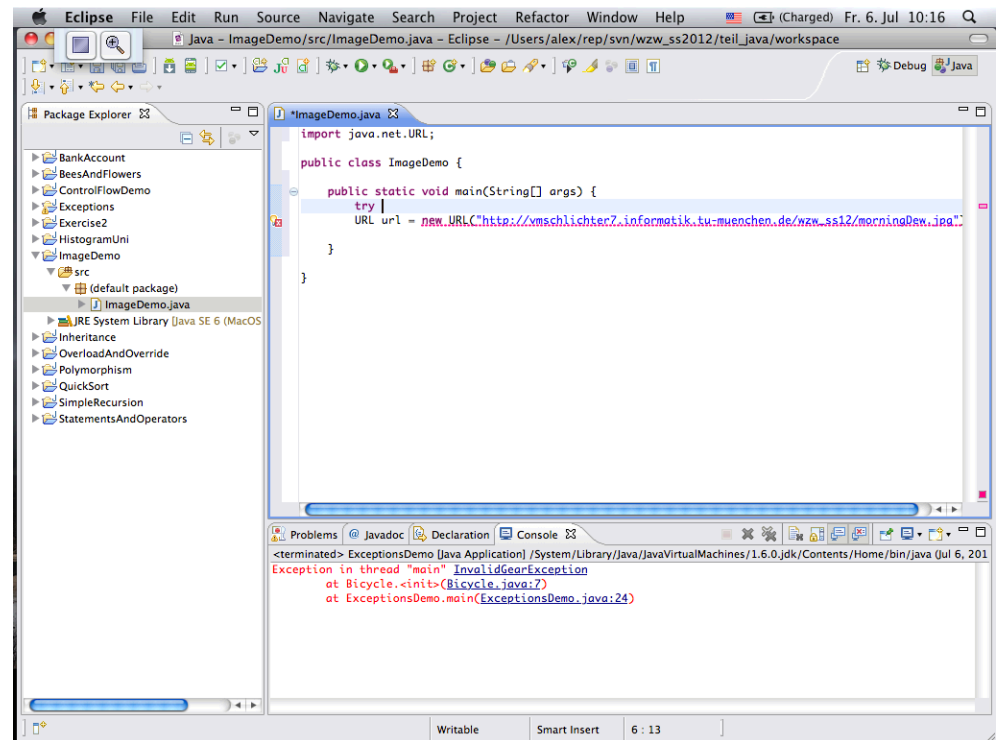 Eclipse File Edit Run Source Navigate Search Project Refactor Window Help (Charged) Fr. 6. Jul 10:16
Java – ImageDemo/src/ImageDemo.java – Eclipse – /Users/alex/rep/svn/wzw_ss2012/teil_java/workspace
Debug Java
Package Explorer
BankAccount
BeesAndFlowers
ControlFlowDemo
Exceptions
Exercise2
HistogramUni
ImageDemo
src
(default package)
ImageDemo.java
JRE System Library [Java SE 6 (MacOS
Inheritance
OverloadAndOverride
Polymorphism
QuickSort
SimpleRecursion
StatementsAndOperators
*ImageDemo.java
import java.net.URL;
public class ImageDemo {
public static void main(String[] args) {
try
URL url = new URL("http://vmschlichter7.informatik.tu-muenchen.de/wzw_ss12/morningDew.jpg")
}
}
Problems @ Javadoc Declaration Console
<terminated> ExceptionsDemo [Java Application] /System/Library/Java/JavaVirtualMachines/1.6.0.jdk/Contents/Home/bin/java (Jul 6, 201
Exception in thread "main" InvalidGearException
at Bicycle.<init>(Bicycle.java:7)
at ExceptionsDemo.main(ExceptionsDemo.java:24)
Writable Smart Insert 6 : 13